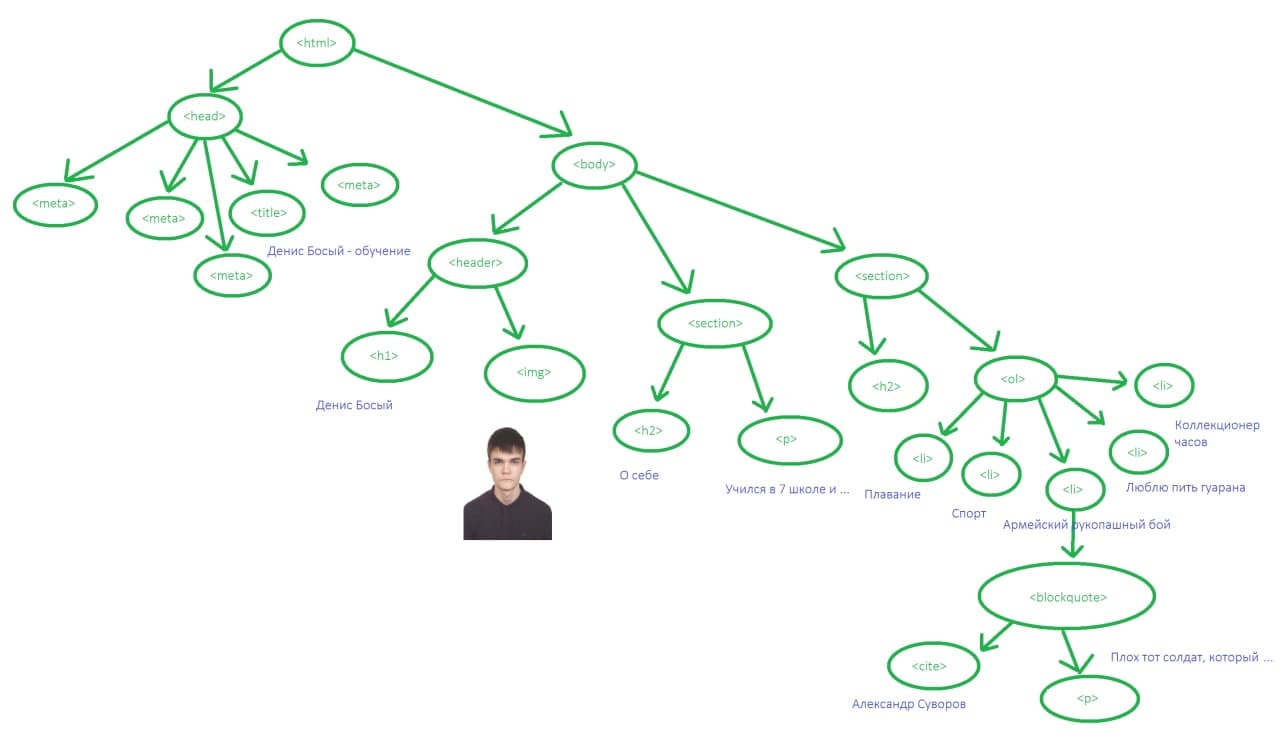 <html>
<head>
<body>
<meta>
<meta>
<title>
<meta>
Денис Босый - обучение
<meta>
<header>
<section>
<section>
<h1>
<img>
Денис Босый
<h2>
<p>
О себе
Учился в 7 школе и ...
<h2>
<ol>
<li>
Плавание
<li>
Спорт
<li>
Армейский рукопашный бой
<li>
Люблю пить гуарана
<li>
Коллекционер
часов
<blockquote>
<cite>
Александр Суворов
Плох тот солдат, который ...
<p>